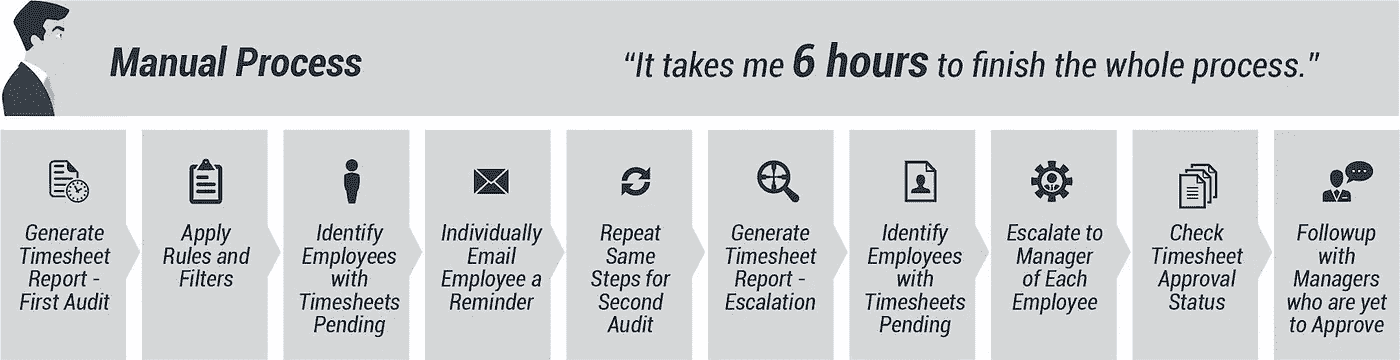 Manual Process
“It takes me 6 hours to finish the whole process.”
Generate
Timesheet
Report -
First Audit
Apply
Rules and
Filters
Identify
Employees
with
Timesheets
Pending
Individually
Email
Employee a
Reminder
Repeat
Same
Steps for
Second
Audit
Generate
Timesheet
Report -
Escalation
Identify
Employees
with
Timesheets
Pending
Escalate to
Manager
of Each
Employee
Check
Timesheet
Approval
Status
Followup
with
Managers
who are yet
to Approve